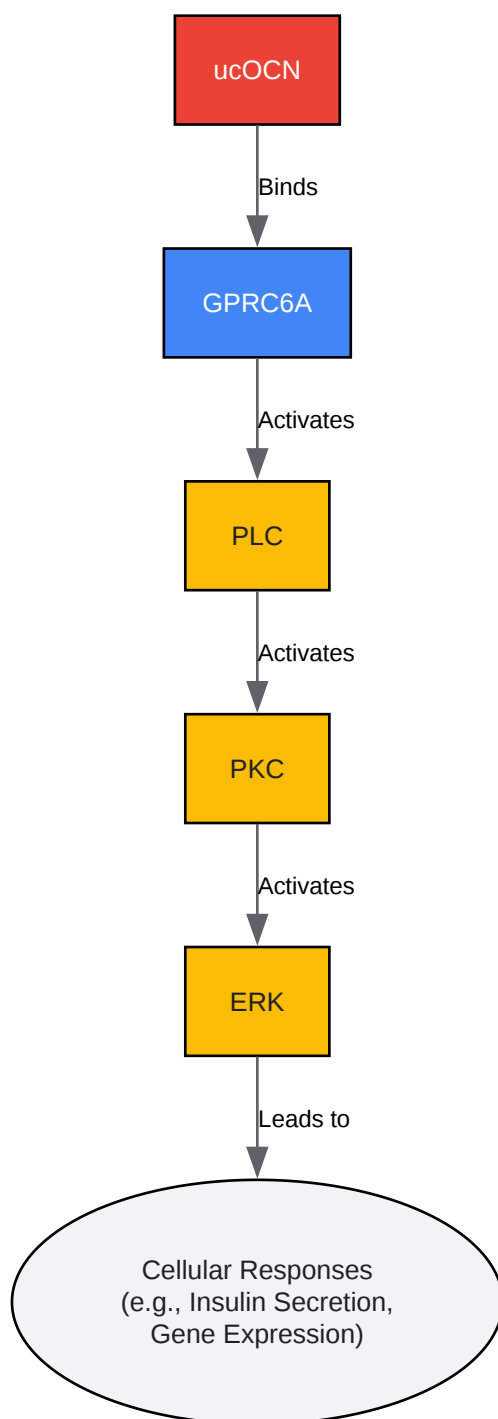 ucOCN
Binds
GPRC6A
Activates
PLC
Activates
PKC
Activates
ERK
Leads to
Cellular Responses
(e.g., Insulin Secretion,
Gene Expression)